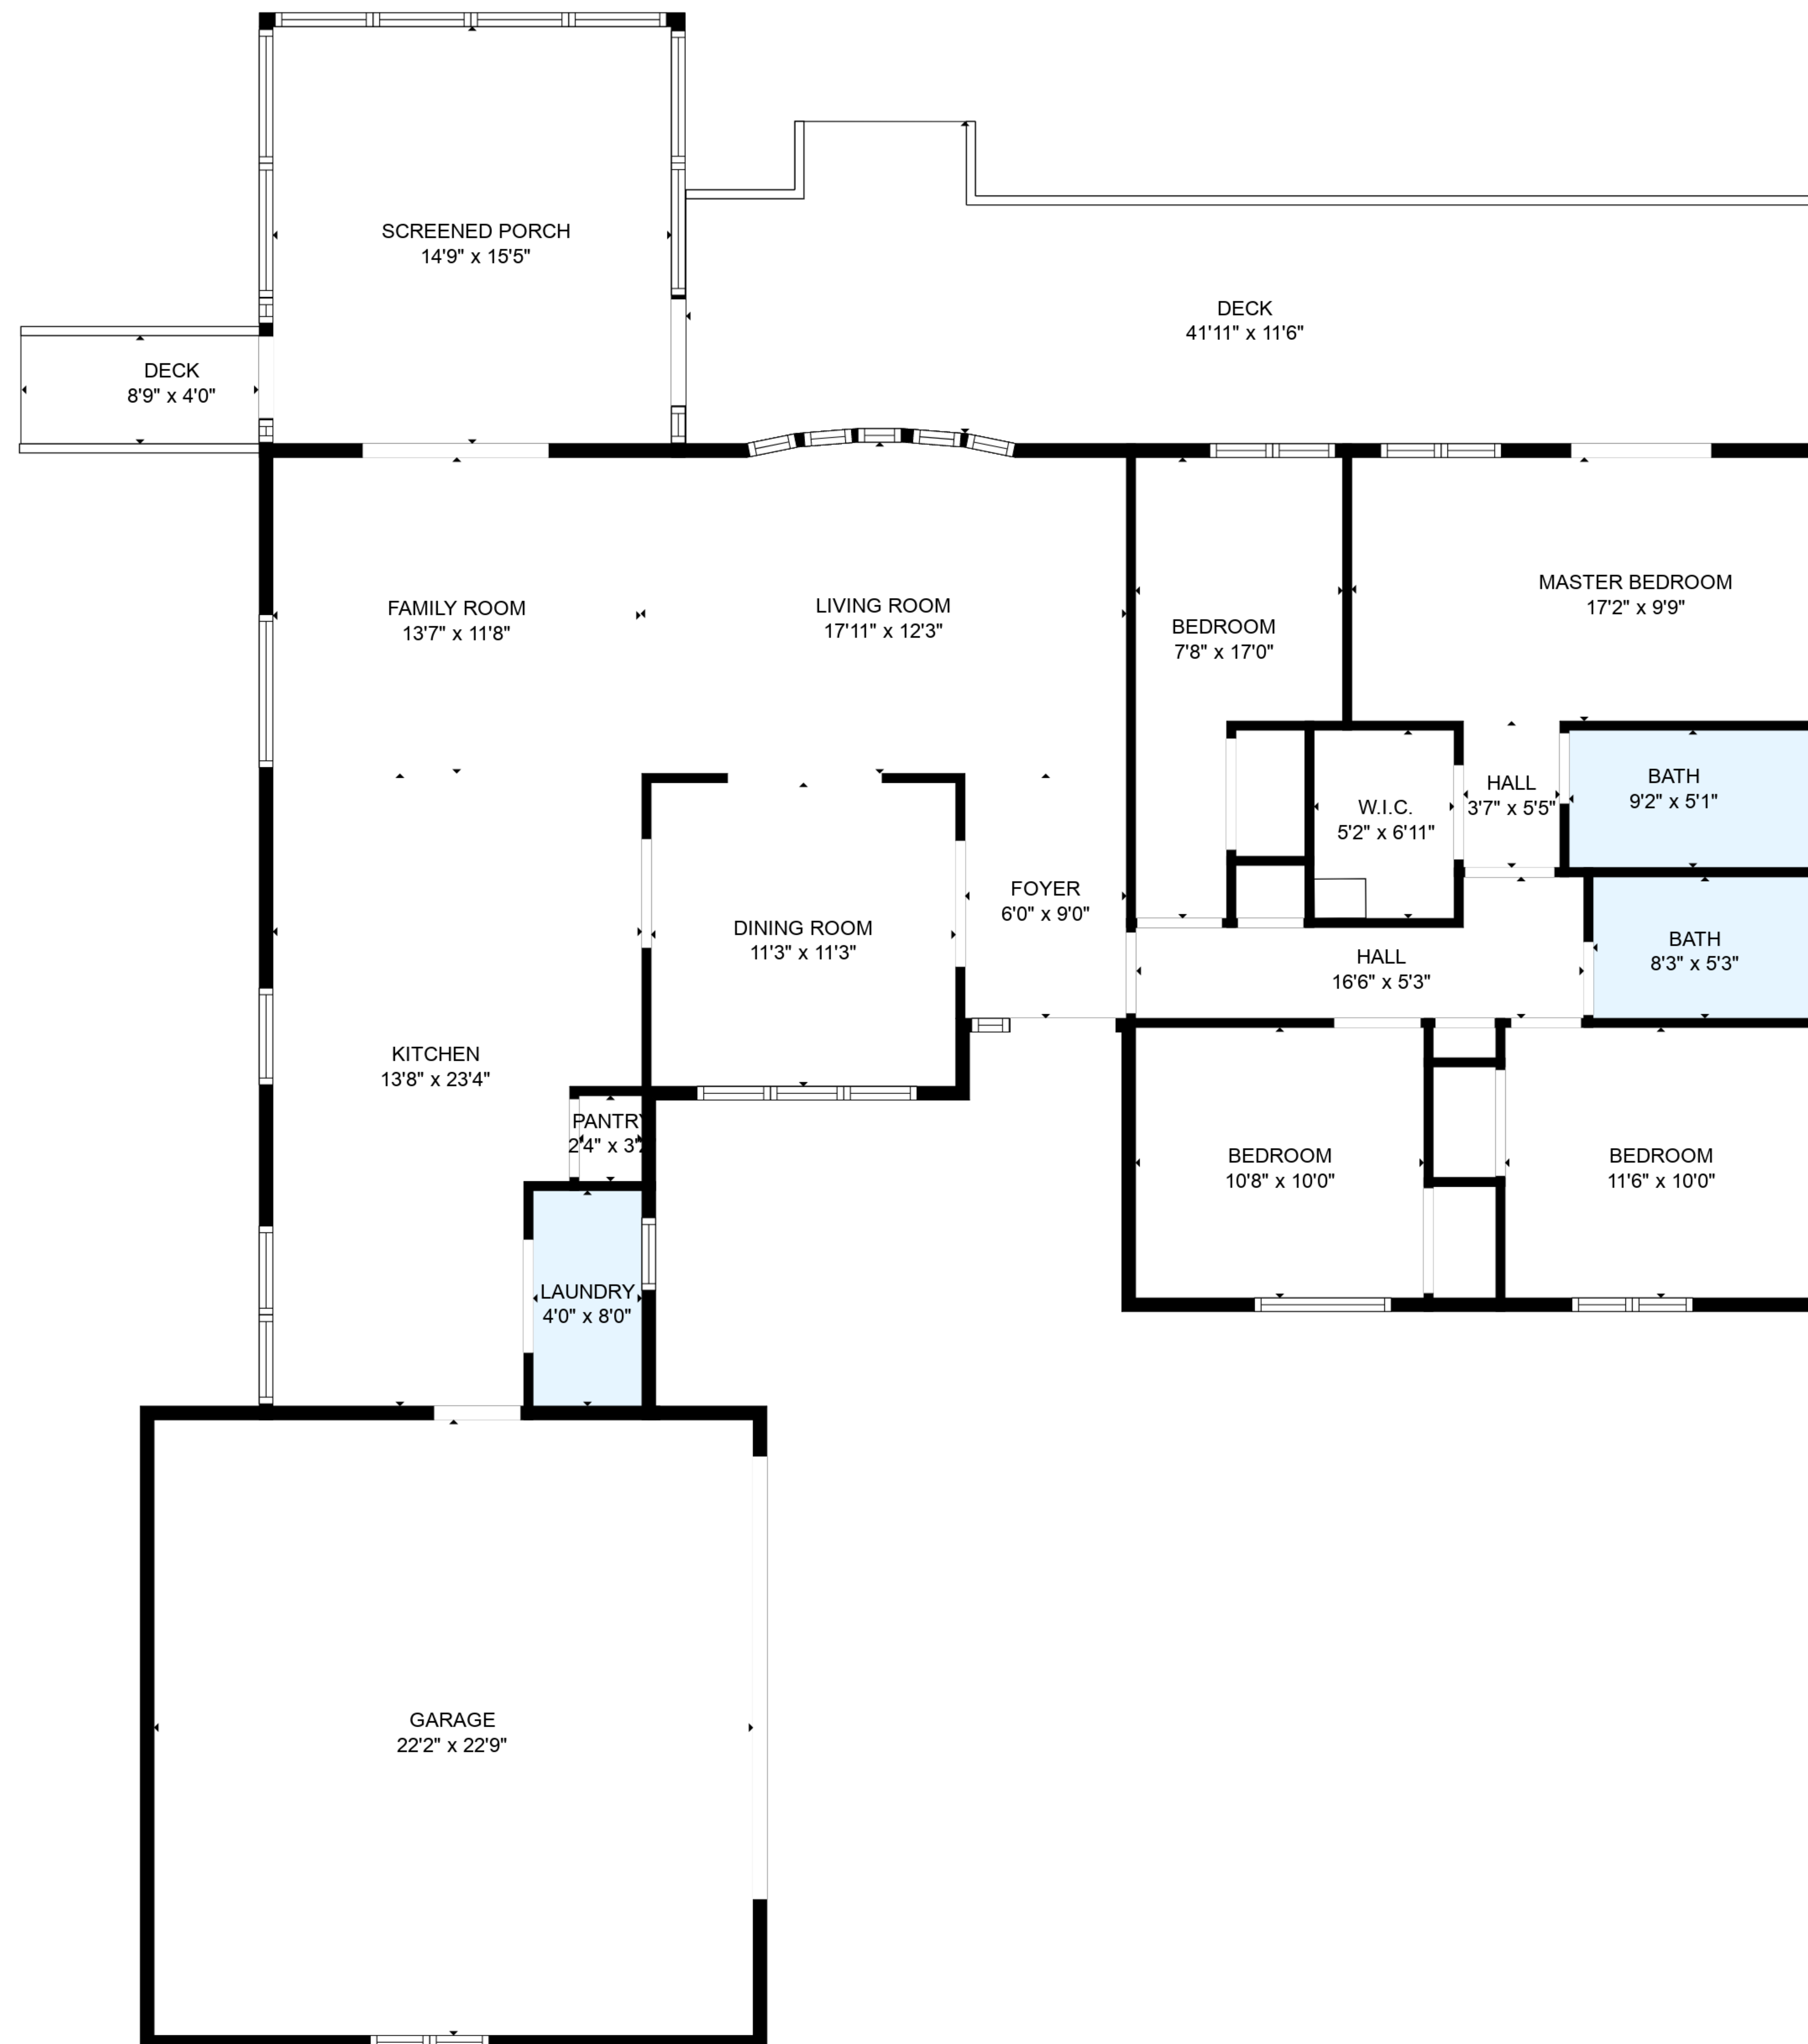 SCREENED PORCH
14'9" x 15'5"
DECK
41'11" x 11'6"
DECK
8'9" x 4'0"
FAMILY ROOM
13'7" x 11'8"
LIVING ROOM
17'11" x 12'3"
BEDROOM
7'8" x 17'0"
MASTER BEDROOM
17'2" x 9'9"
W.I.C.
5'2" x 6'11"
HALL
3'7" x 5'5"
BATH
9'2" x 5'1"
FOYER
6'0" x 9'0"
DINING ROOM
11'3" x 11'3"
HALL
16'6" x 5'3"
BATH
8'3" x 5'3"
KITCHEN
13'8" x 23'4"
PANTRY
2'4" x 3'
BEDROOM
10'8" x 10'0"
BEDROOM
11'6" x 10'0"
LAUNDRY
4'0" x 8'0"
GARAGE
22'2" x 22'9"